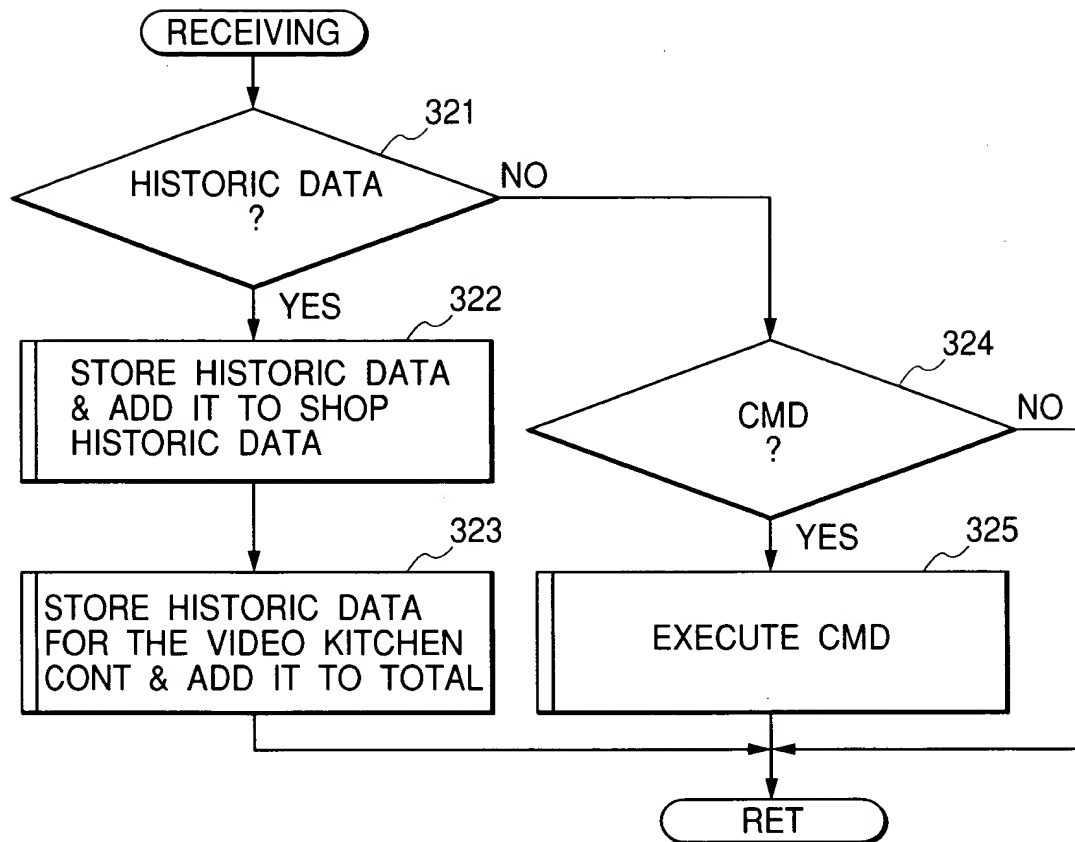 RECEIVING
321
HISTORIC DATA
?
NO
YES
322
STORE HISTORIC DATA
& ADD IT TO SHOP
HISTORIC DATA
323
STORE HISTORIC DATA
FOR THE VIDEO KITCHEN
CONT & ADD IT TO TOTAL
324
CMD
?
NO
YES
325
EXECUTE CMD
RET